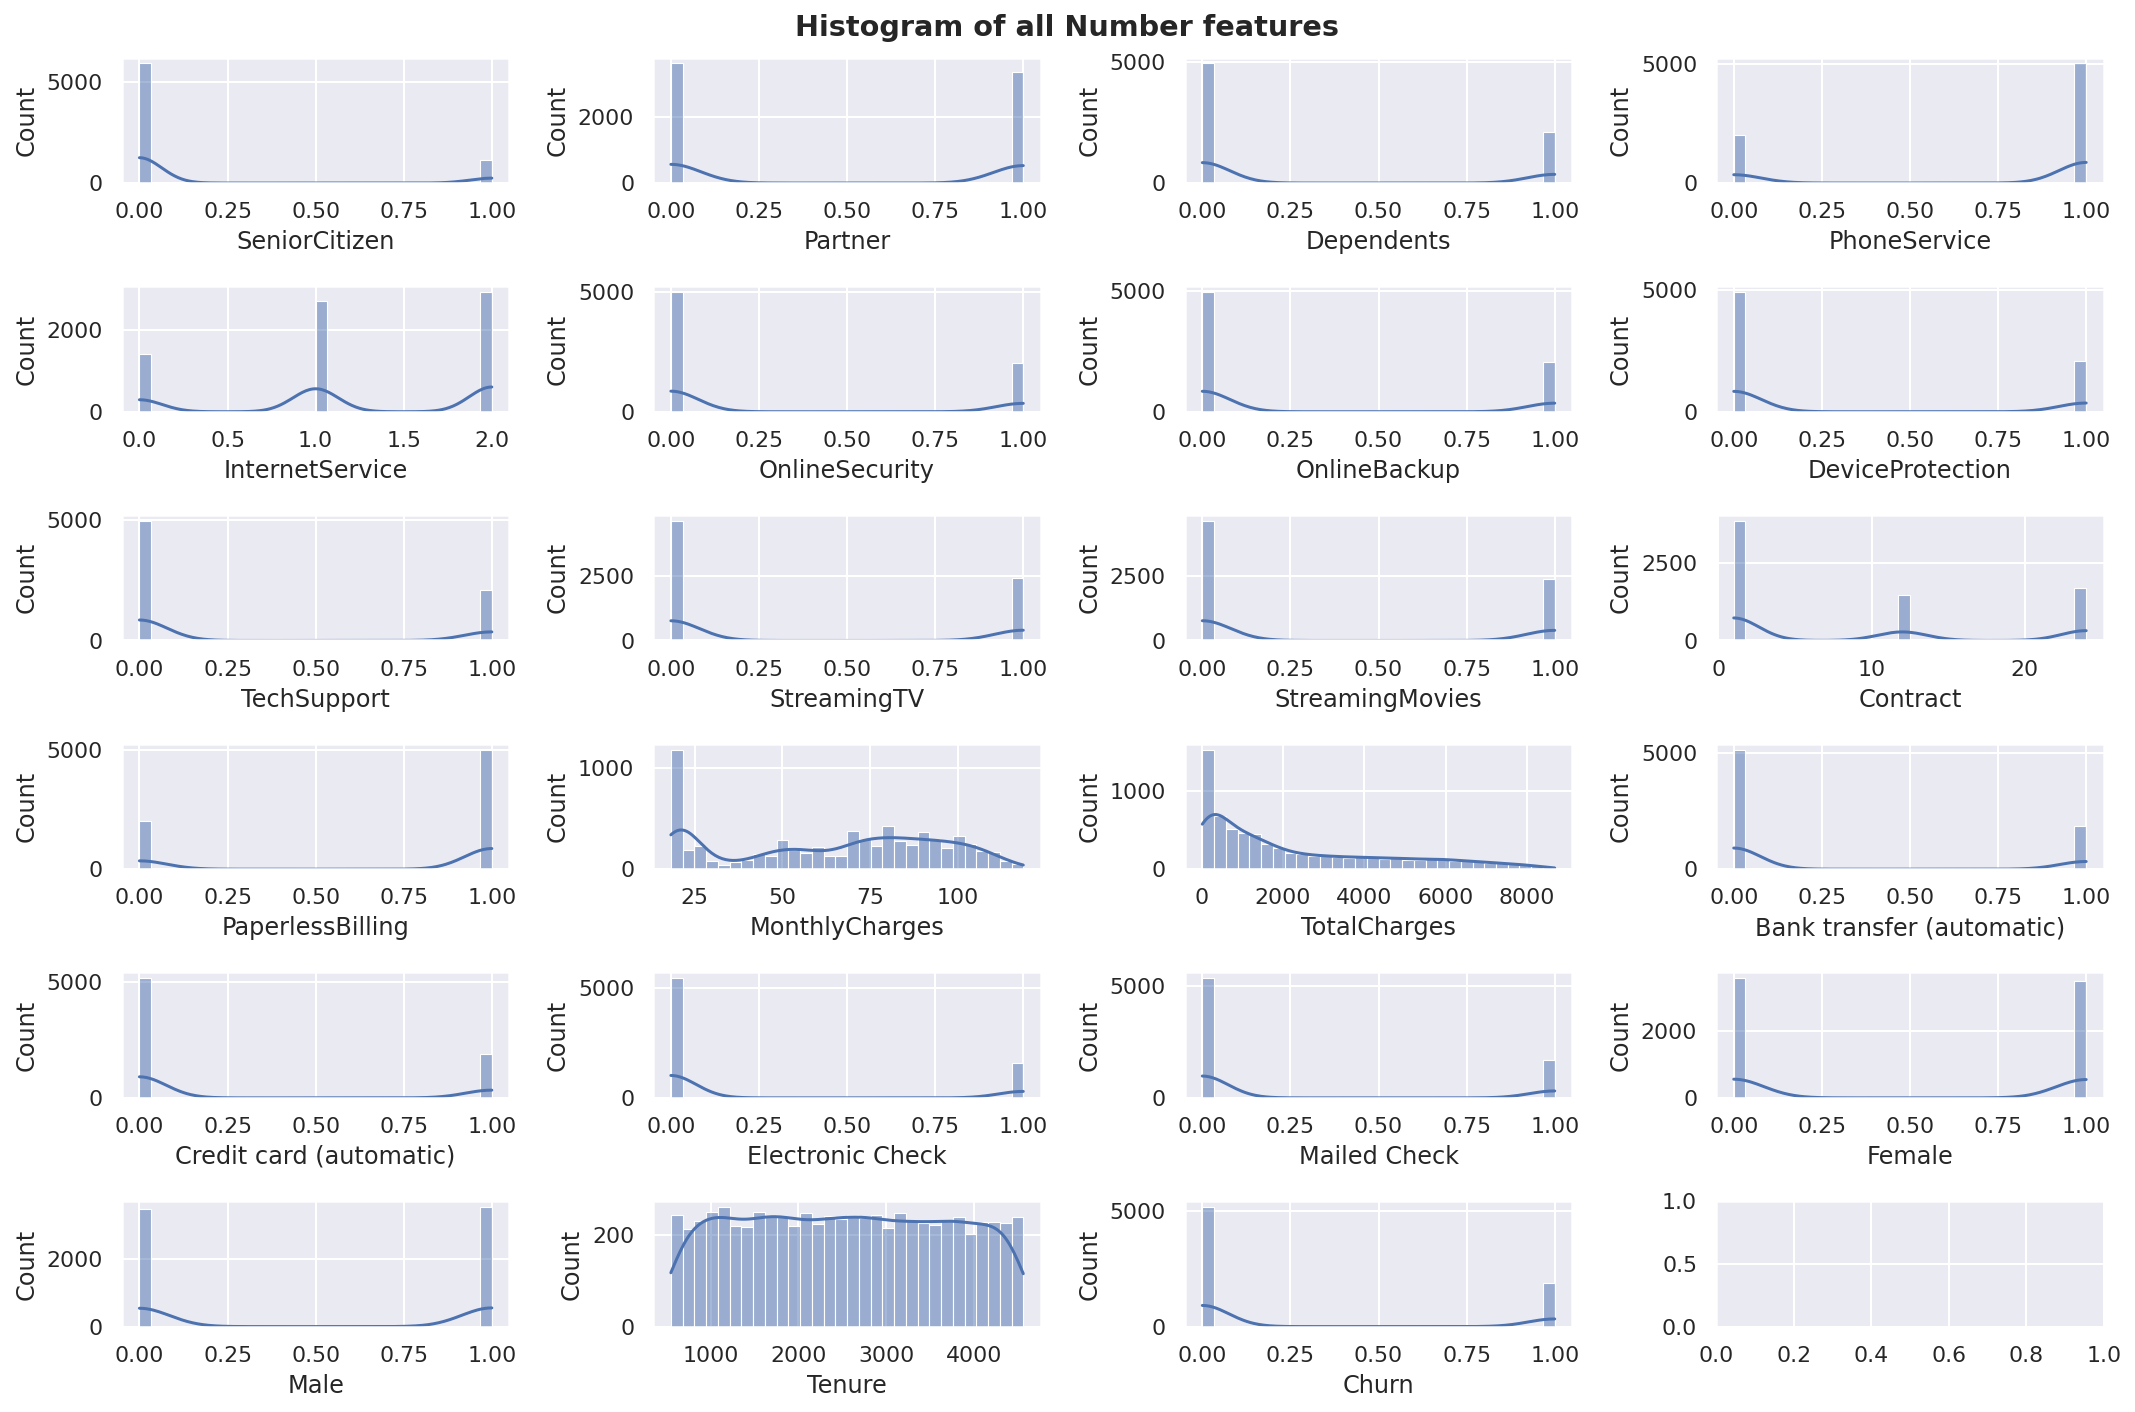 Histogram of all Number features
Count
5000
0
0.00 0.25 0.50 0.75 1.00
SeniorCitizen
Count
2000
0
0.00 0.25 0.50 0.75 1.00
Partner
Count
5000
0
0.00 0.25 0.50 0.75 1.00
Dependents
Count
5000
0
0.00 0.25 0.50 0.75 1.00
PhoneService
Count
2000
0
0.0 0.5 1.0 1.5 2.0
InternetService
Count
5000
0
0.00 0.25 0.50 0.75 1.00
OnlineSecurity
Count
5000
0
0.00 0.25 0.50 0.75 1.00
OnlineBackup
Count
5000
0
0.00 0.25 0.50 0.75 1.00
DeviceProtection
Count
5000
0
0.00 0.25 0.50 0.75 1.00
TechSupport
Count
2500
0
0.00 0.25 0.50 0.75 1.00
StreamingTV
Count
2500
0
0.00 0.25 0.50 0.75 1.00
StreamingMovies
Count
2500
0
0 10 20
Contract
Count
5000
0
0.00 0.25 0.50 0.75 1.00
PaperlessBilling
Count
1000
0
25 50 75 100
MonthlyCharges
Count
1000
0
0 2000 4000 6000 8000
TotalCharges
Count
5000
0
0.00 0.25 0.50 0.75 1.00
Bank transfer (automatic)
Count
5000
0
0.00 0.25 0.50 0.75 1.00
Credit card (automatic)
Count
5000
0
0.00 0.25 0.50 0.75 1.00
Electronic Check
Count
5000
0
0.00 0.25 0.50 0.75 1.00
Mailed Check
Count
2000
0
0.00 0.25 0.50 0.75 1.00
Female
Count
2000
0
0.00 0.25 0.50 0.75 1.00
Male
Count
200
0
1000 2000 3000 4000
Tenure
Count
5000
0
0.00 0.25 0.50 0.75 1.00
Churn
1.0
0.5
0.0
0.0 0.2 0.4 0.6 0.8 1.0